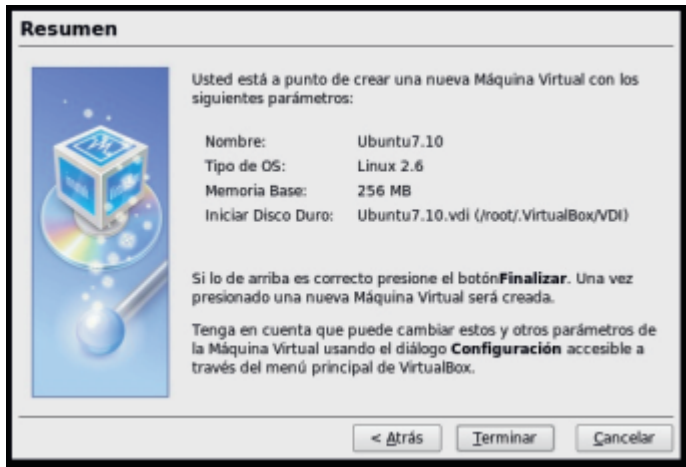 Resumen
Usted está a punto de crear una nueva Máquina Virtual con los
siguientes parámetros:
Nombre: Ubuntu7.10
Tipo de OS: Linux 2.6
Memoria Base: 256 MB
Iniciar Disco Duro: Ubuntu7.10.vdi (/root/.VirtualBox/VDI)
Si lo de arriba es correcto presione el botónFinalizar. Una vez
presionado una nueva Máquina Virtual será creada.
Tenga en cuenta que puede cambiar estos y otros parámetros de
la Máquina Virtual usando el diálogo Configuración accesible a
través del menú principal de VirtualBox.
< Atrás Terminar Cancelar